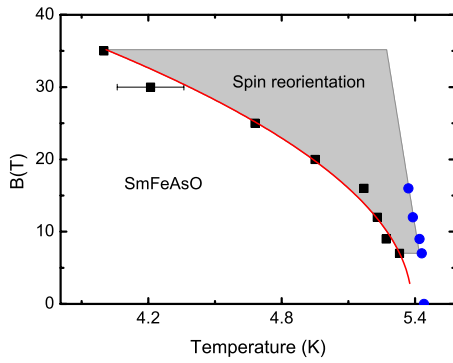 40
30
20
10
0
B(T)
Spin reorientation
SmFeAsO
4.2 4.8 5.4
Temperature (K)